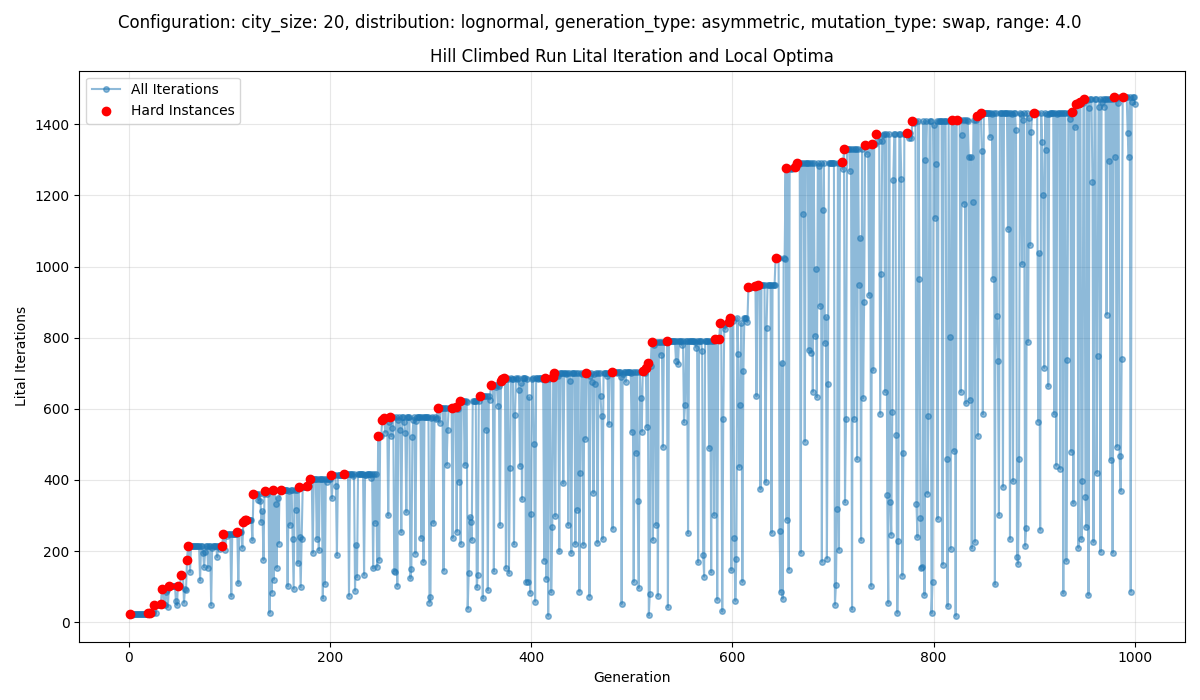 Configuration: city_size: 20, distribution: lognormal, generation_type: asymmetric, mutation_type: swap, range: 4.0
Hill Climbed Run Lital Iteration and Local Optima
All Iterations
Hard Instances
Lital Iterations
1400
1200
1000
800
600
400
200
0
0 200 400 600 800 1000
Generation